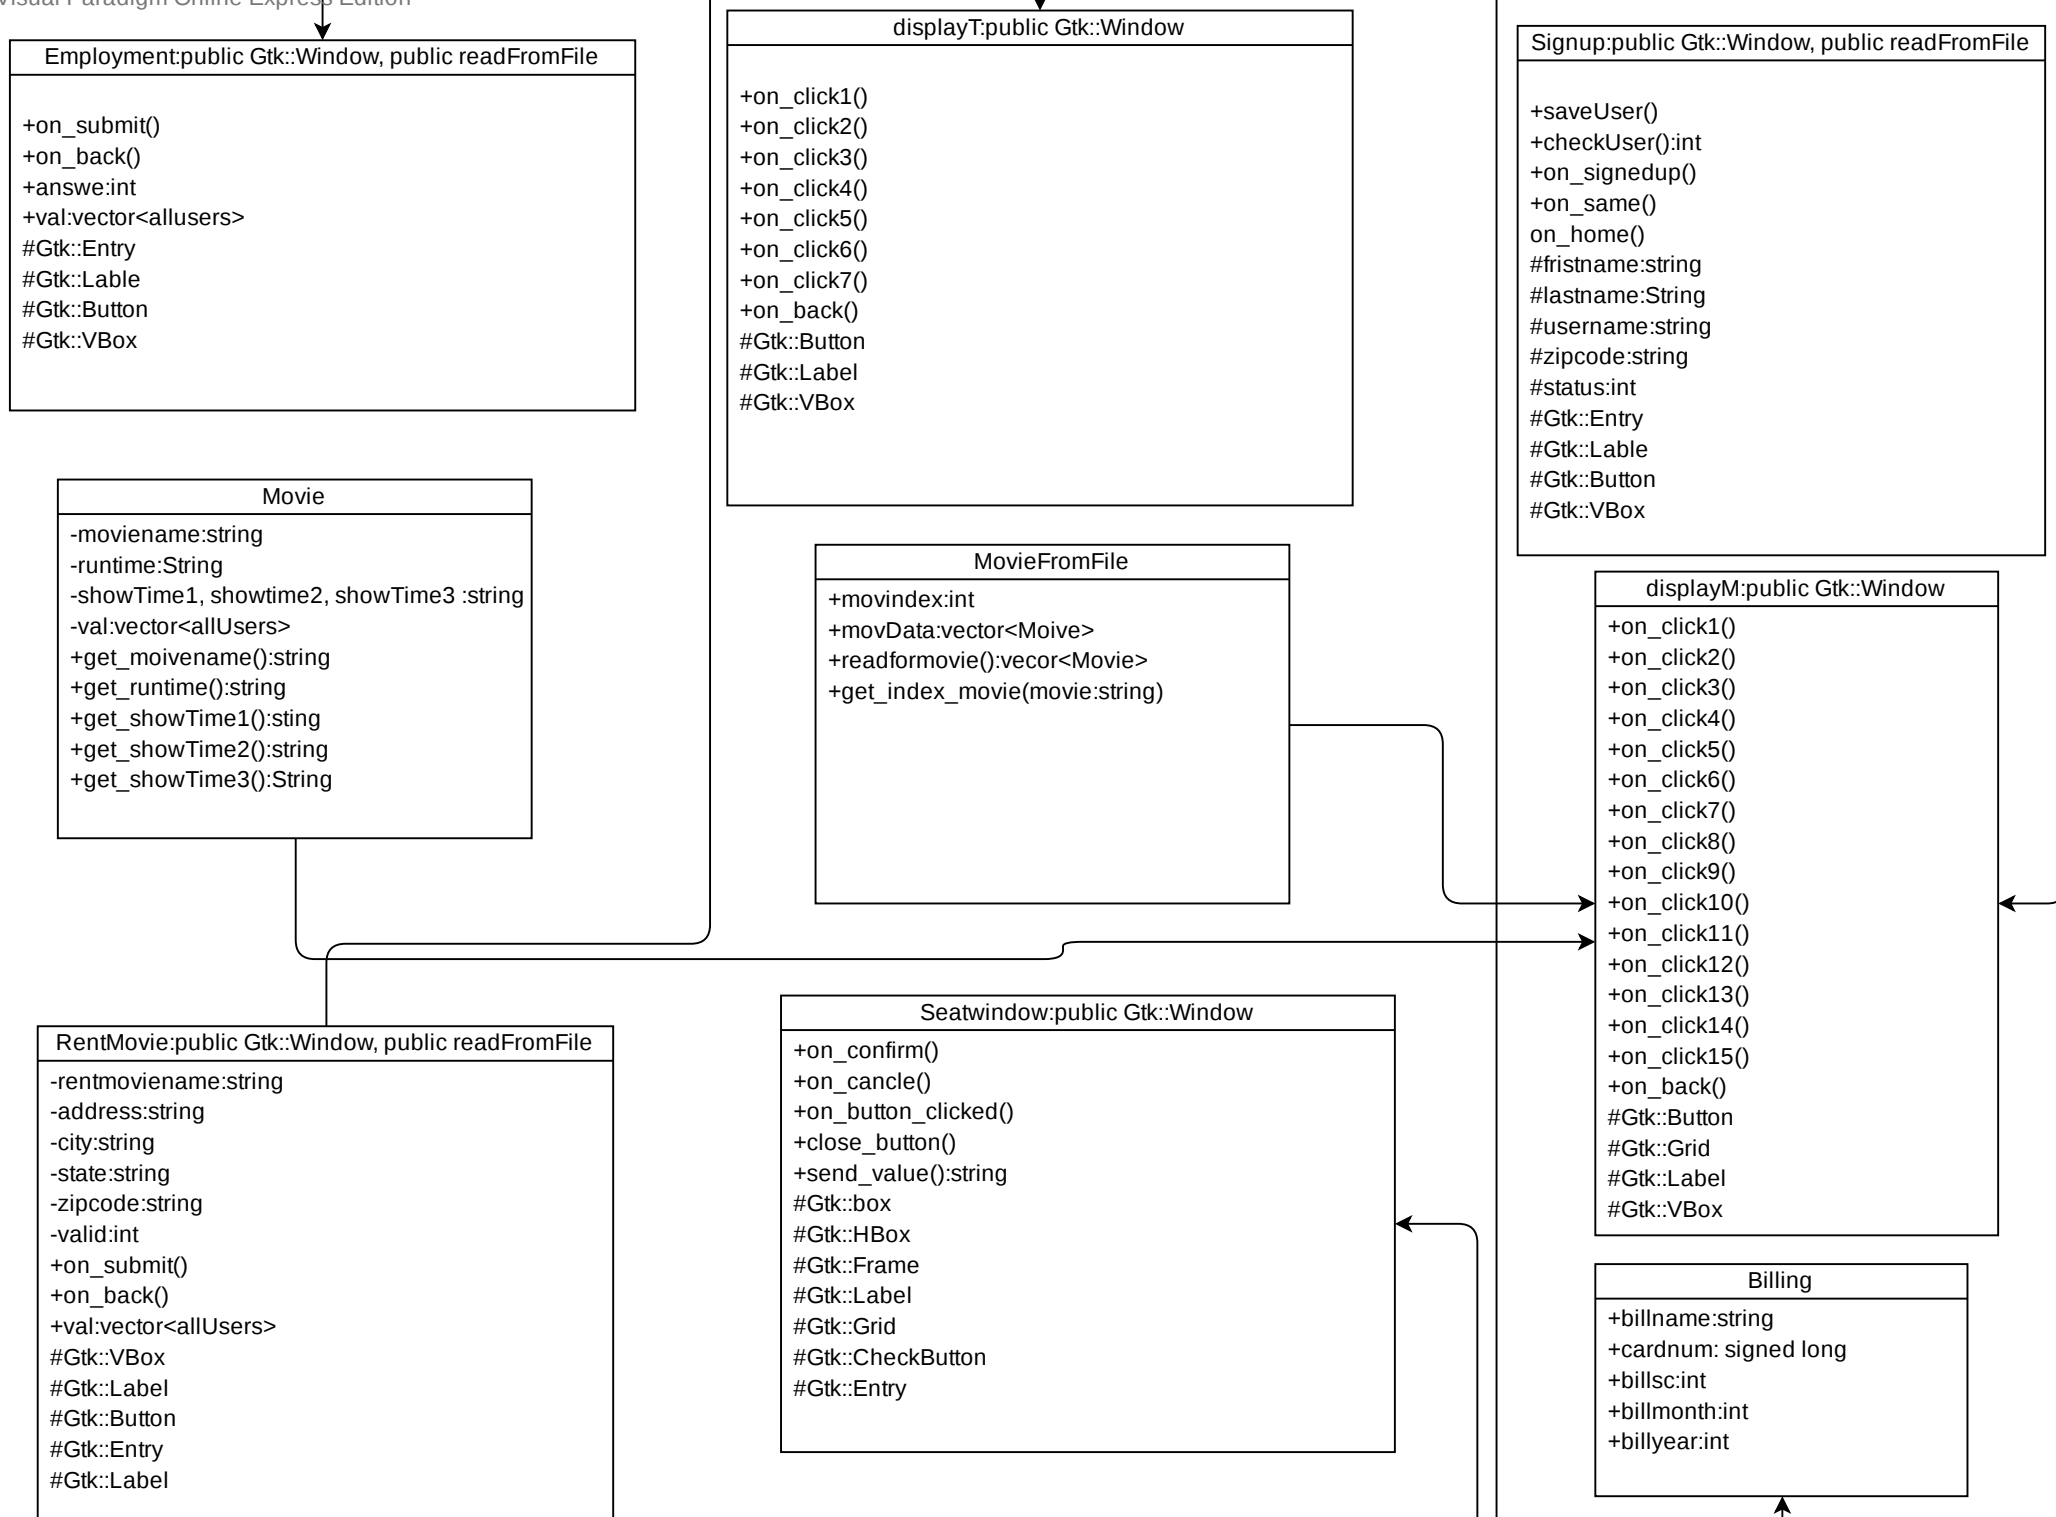 Visual Paradigm Online Express Edition
Employment:public Gtk::Window, public readFromFile
+on_submit()
+on_back()
+answe:int
+val:vector<allusers>
#Gtk::Entry
#Gtk::Lable
#Gtk::Button
#Gtk::VBox
displayT:public Gtk::Window
+on_click1()
+on_click2()
+on_click3()
+on_click4()
+on_click5()
+on_click6()
+on_click7()
+on_back()
#Gtk::Button
#Gtk::Label
#Gtk::VBox
Signup:public Gtk::Window, public readFromFile
+saveUser()
+checkUser():int
+on_signedup()
+on_same()
on_home()
#fristname:string
#lastname:String
#username:string
#zipcode:string
#status:int
#Gtk::Entry
#Gtk::Lable
#Gtk::Button
#Gtk::VBox
Movie
-moviename:string
-runtime:String
-showTime1, showtime2, showTime3 :string
-val:vector<allUsers>
+get_moivename():string
+get_runtime():string
+get_showTime1():sting
+get_showTime2():string
+get_showTime3():String
MovieFromFile
+movindex:int
+movData:vector<Moive>
+readformovie():vecor<Movie>
+get_index_movie(movie:string)
displayM:public Gtk::Window
+on_click1()
+on_click2()
+on_click3()
+on_click4()
+on_click5()
+on_click6()
+on_click7()
+on_click8()
+on_click9()
+on_click10()
+on_click11()
+on_click12()
+on_click13()
+on_click14()
+on_click15()
+on_back()
#Gtk::Button
#Gtk::Grid
#Gtk::Label
#Gtk::VBox
RentMovie:public Gtk::Window, public readFromFile
-rentmoviename:string
-address:string
-city:string
-state:string
-zipcode:string
-valid:int
+on_submit()
+on_back()
+val:vector<allUsers>
#Gtk::VBox
#Gtk::Label
#Gtk::Button
#Gtk::Entry
#Gtk::Label
Seatwindow:public Gtk::Window
+on_confirm()
+on_cancle()
+on_button_clicked()
+close_button()
+send_value():string
#Gtk::box
#Gtk::HBox
#Gtk::Frame
#Gtk::Label
#Gtk::Grid
#Gtk::CheckButton
#Gtk::Entry
Billing
+billname:string
+cardnum: signed long
+billsc:int
+billmonth:int
+billyear:int